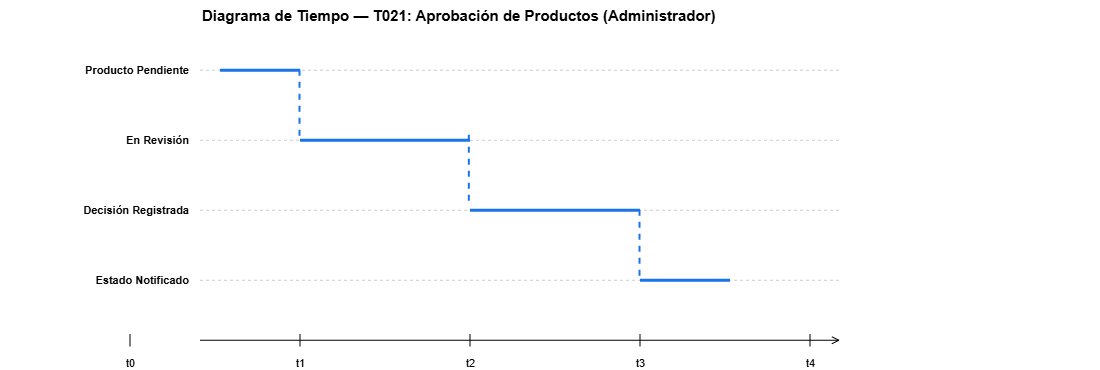 Diagrama de Tiempo — T021: Aprobación de Productos (Administrador)
Producto Pendiente
En Revisión
Decisión Registrada
Estado Notificado
t0 t1 t2 t3 t4